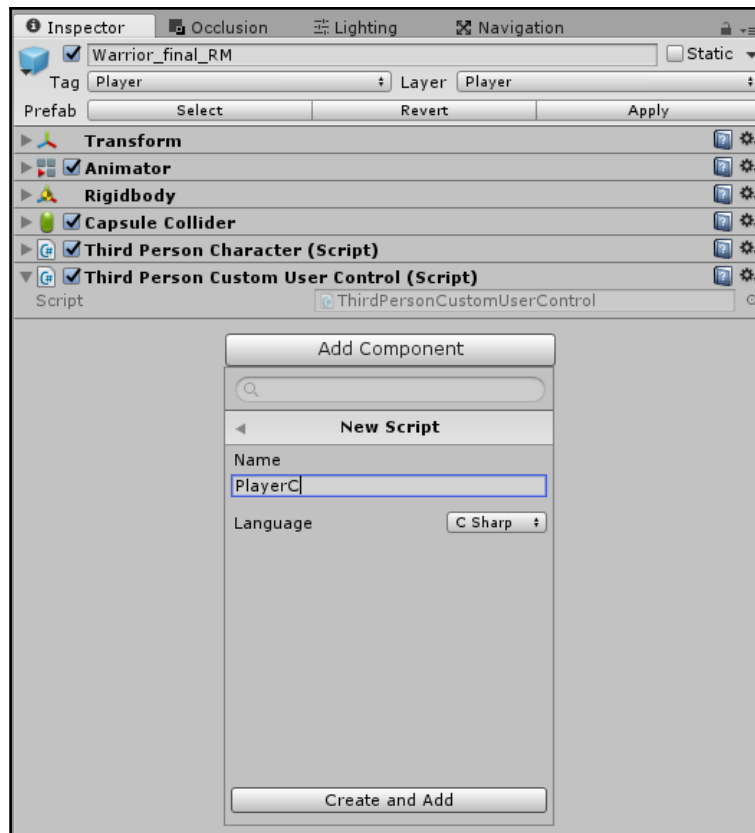 Inspector Occlusion Lighting Navigation
Warrior_final_RM Static
Tag Player Layer Player
Prefab Select Revert Apply
Transform
Animator
Rigidbody
Capsule Collider
Third Person Character (Script)
Third Person Custom User Control (Script)
Script ThirdPersonCustomUserControl
Add Component
New Script
Name
PlayerC
Language C Sharp
Create and Add